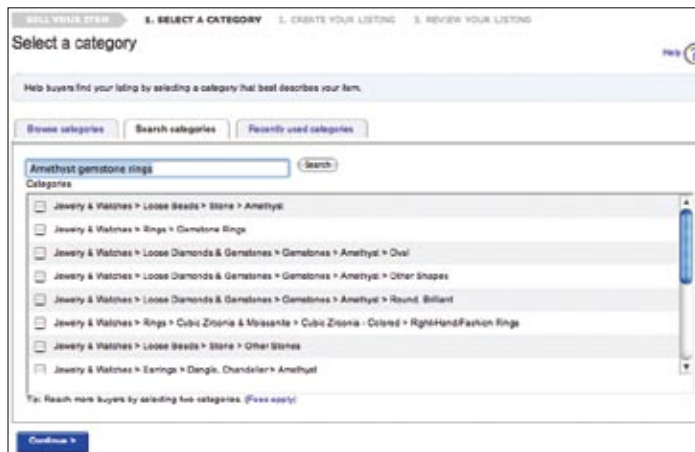 SELL YOUR ITEM 1. SELECT A CATEGORY 2. CREATE YOUR LISTING 3. REVIEW YOUR LISTING
Select a category
Help ?
Help buyers find your listing by selecting a category that best describes your item.
Browse categories Search categories Recently used categories
Amethyst gemstone rings Search
Categories
Jewelry & Watches > Loose Beads > Stone > Amethyst
Jewelry & Watches > Rings > Gemstone Rings
Jewelry & Watches > Loose Diamonds & Gemstones > Gemstones > Amethyst > Oval
Jewelry & Watches > Loose Diamonds & Gemstones > Gemstones > Amethyst > Other Shapes
Jewelry & Watches > Loose Diamonds & Gemstones > Gemstones > Amethyst > Round, Brilliant
Jewelry & Watches > Rings > Cubic Zirconia & Moissanite > Cubic Zirconia - Colored > Right-Hand/Fashion Rings
Jewelry & Watches > Loose Beads > Stone > Other Stones
Jewelry & Watches > Earrings > Dangle, Chandelier > Amethyst
Tip: Reach more buyers by selecting two categories. (Fees apply)
Continue >